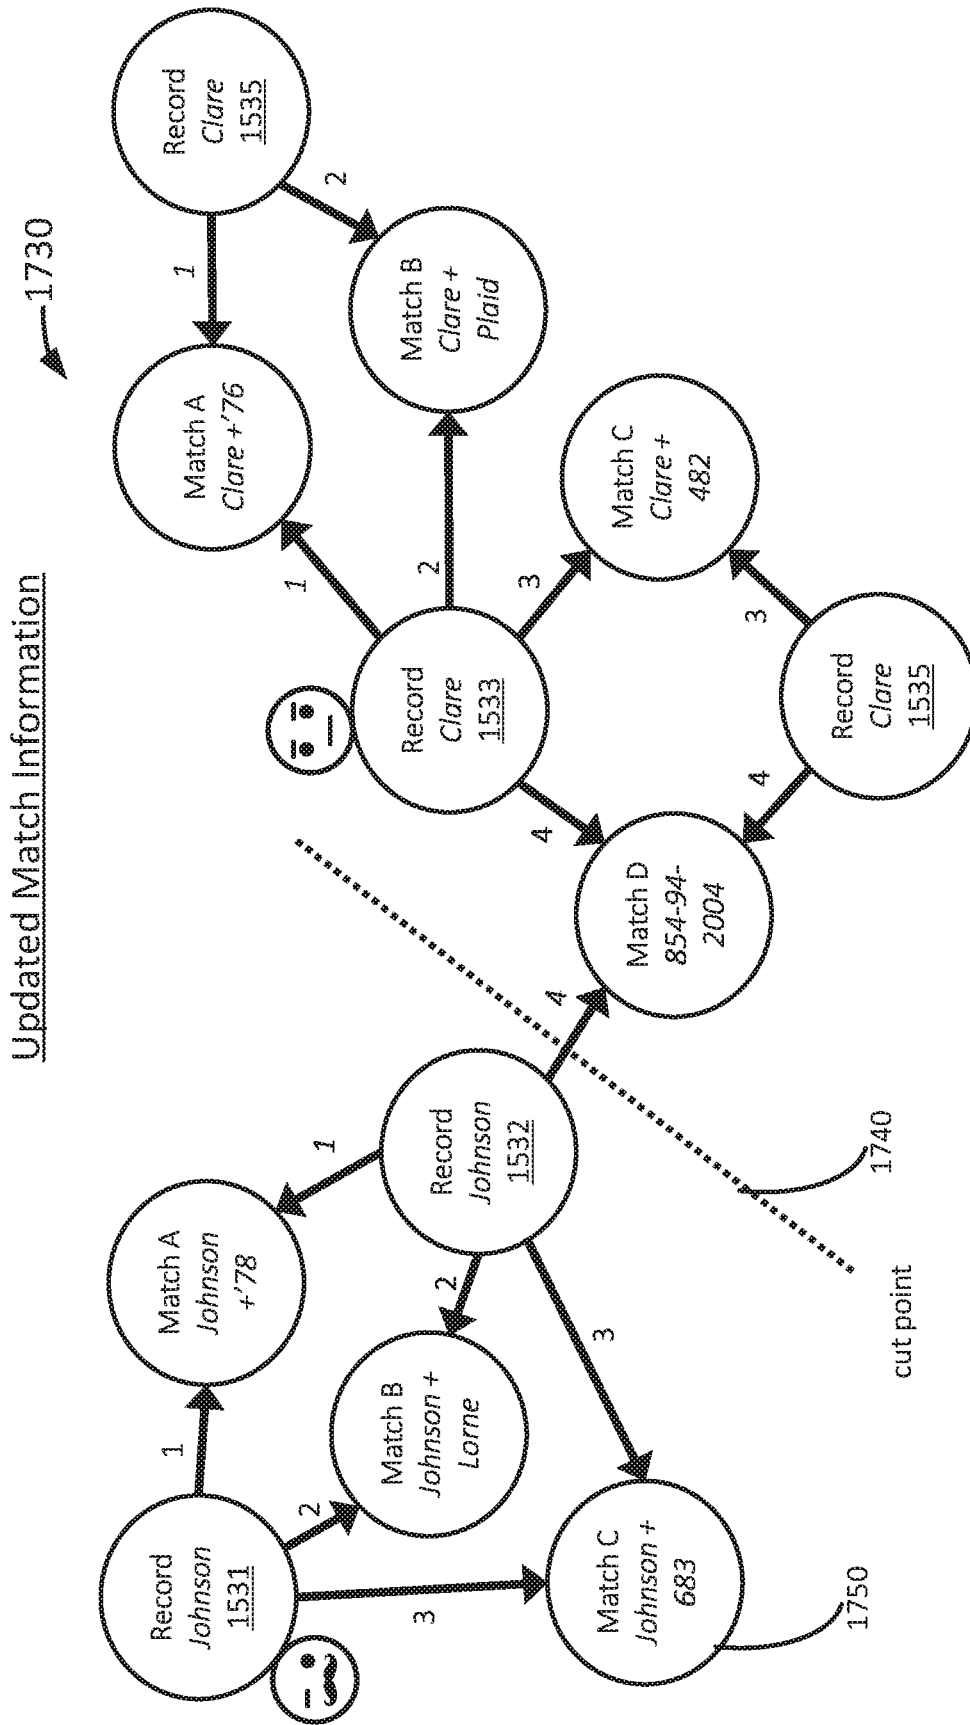 Updated Match Information
1730
Record
Johnson
1531
1
2
3
Match A
Johnson
+'78
Match B
Johnson +
Lorne
Match C
Johnson +
683
1750
1
2
3
4
Record
Johnson
1532
cut point
1740
Match D
854-94-
2004
4
4
Record
Clare
1533
1
2
3
3
Record
Clare
1535
Match A
Clare +'76
Match B
Clare +
Plaid
Match C
Clare +
482
1
2
Record
Clare
1535